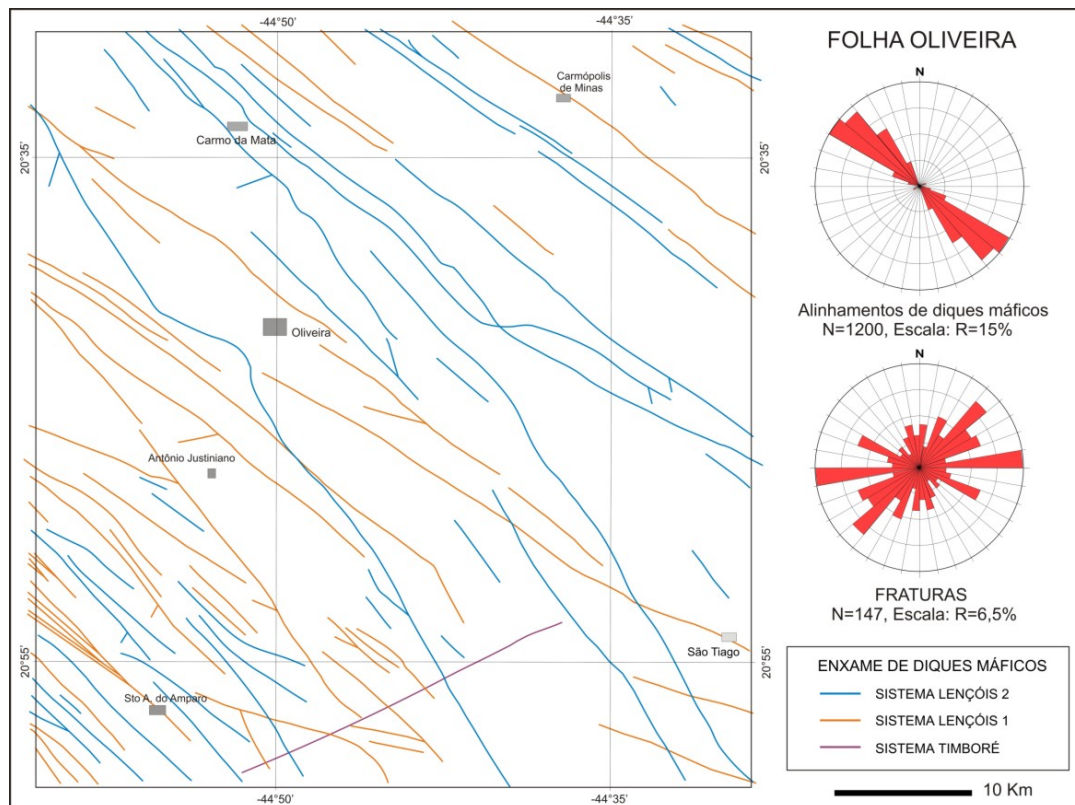 -44°50'
-44°35'
FOLHA OLIVEIRA
N
Carmópolis
de Minas
Carmo da Mata
20°35'
20°35'
Alinhamentos de diques máficos
N=1200, Escala: R=15%
Oliveira
N
Antônio Justiniano
FRATURAS
N=147, Escala: R=6,5%
São Tiago
20°55'
20°55'
Sto A. do Amparo
ENXAME DE DIQUES MÁFICOS
SISTEMA LENÇÓIS 2
SISTEMA LENÇÓIS 1
SISTEMA TIMBORÉ
-44°50'
-44°35'
10 Km